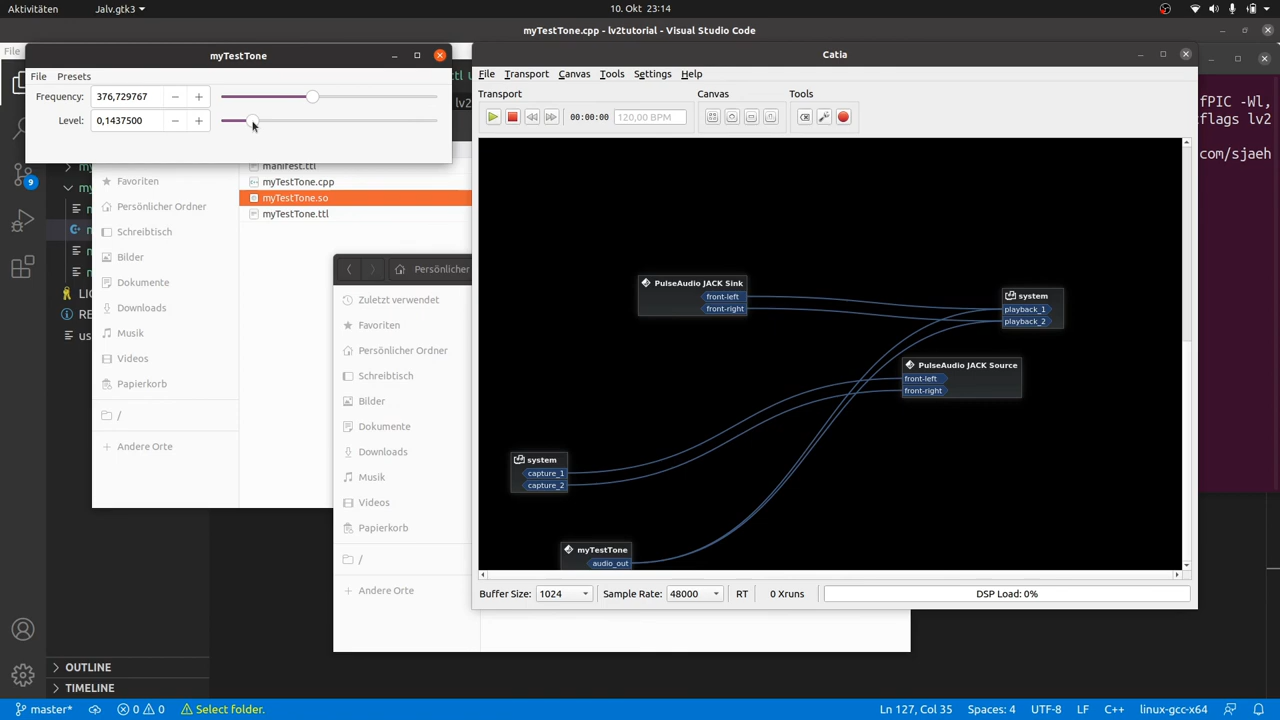 Aktivitäten
Jalv.gtk3
10. Okt 23:14
myTestTone.cpp - lv2tutorial - Visual Studio Code
File
myTestTone
File Presets
Frequency: 376,729767
Level: 0,1437500
lv2
manifest.ttl
myTestTone.cpp
myTestTone.so
myTestTone.ttl
Favoriten
Persönlicher Ordner
Schreibtisch
Bilder
Dokumente
Downloads
Musik
Videos
Papierkorb
/
Andere Orte
Persönlicher
Zuletzt verwendet
Favoriten
Persönlicher Ordner
Schreibtisch
Bilder
Dokumente
Downloads
Musik
Videos
Papierkorb
/
Andere Orte
Catia
File Transport Canvas Tools Settings Help
Transport Canvas Tools
00:00:00 120,00 BPM
PulseAudio JACK Sink
front-left
front-right
system
playback_1
playback_2
PulseAudio JACK Source
front-left
front-right
system
capture_1
capture_2
myTestTone
audio_out
Buffer Size: 1024 Sample Rate: 48000 RT 0 Xruns DSP Load: 0%
fPIC -Wl,
flags lv2
com/sjaeh
9
LIC
RE
us
OUTLINE
TIMELINE
master* 0 0 Select folder. Ln 127, Col 35 Spaces: 4 UTF-8 LF C++ linux-gcc-x64